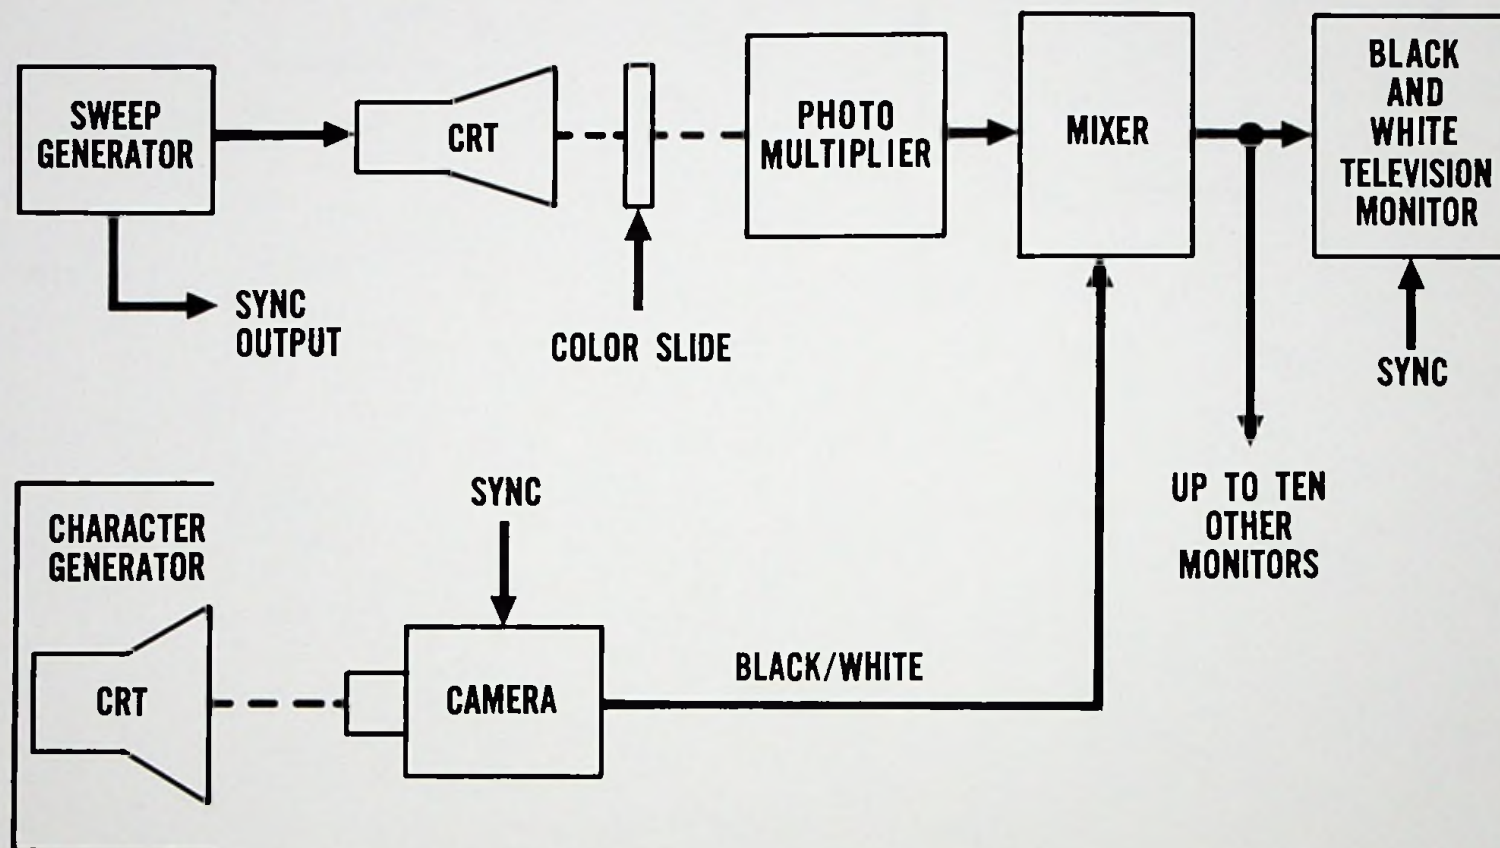 SWEEP
GENERATOR
CRT
PHOTO
MULTIPLIER
MIXER
BLACK
AND
WHITE
TELEVISION
MONITOR
SYNC
OUTPUT
COLOR SLIDE
SYNC
UP TO TEN
OTHER
MONITORS
CHARACTER
GENERATOR
CRT
SYNC
CAMERA
BLACK/WHITE